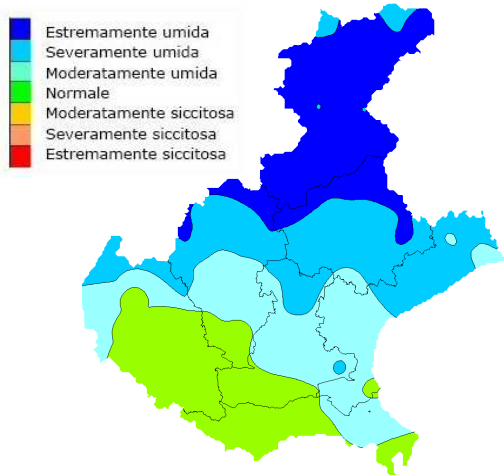 Estremamente umida
Severamente umida
Moderatamente umida
Normale
Moderatamente siccitosa
Severamente siccitosa
Estremamente siccitosa